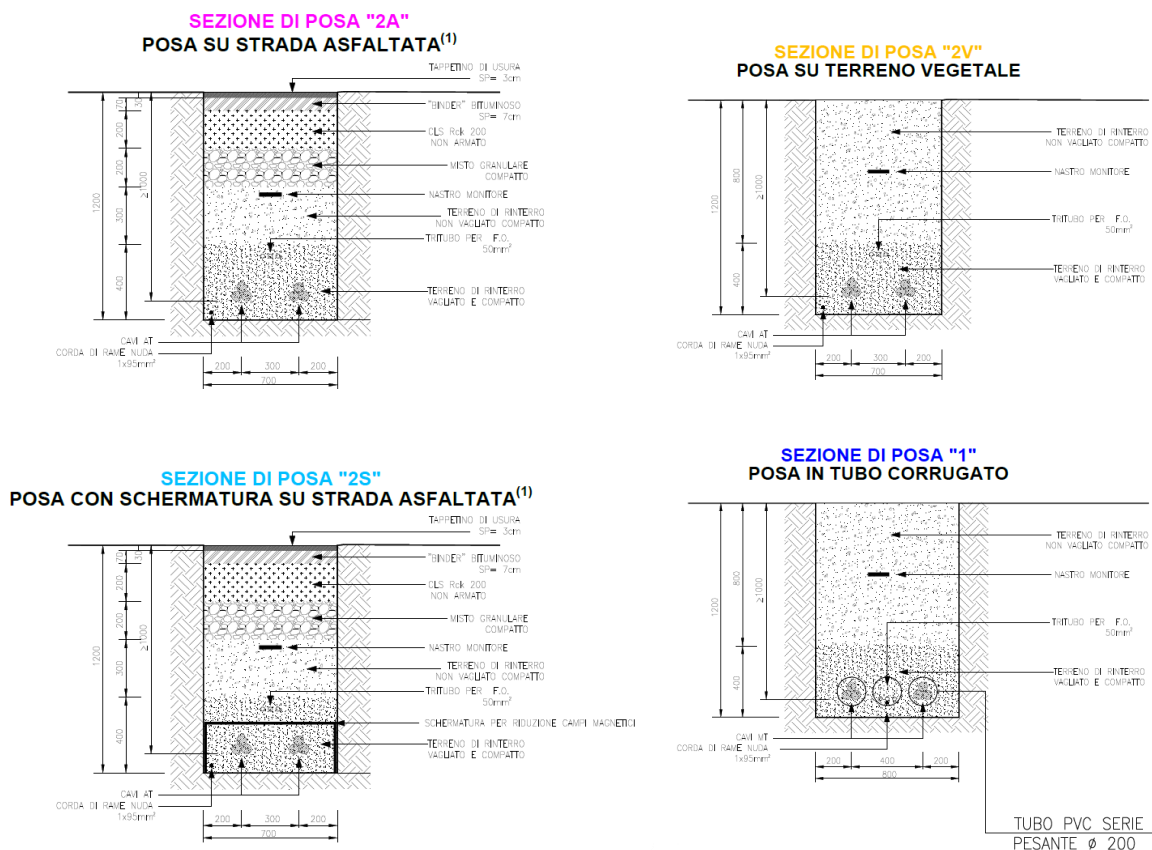 SEZIONE DI POSA "2A"
POSA SU STRADA ASFALTATA(1)
TAPPETINO DI USURA
SP= 3cm
"BINDER" BITUMINOSO
SP= 7cm
CLS Rck 200
NON ARMATO
MISTO GRANULARE
COMPATTO
NASTRO MONITORE
TERRENO DI RINTERRO
NON VAGLIATO COMPATTO
TRITUBO PER F.O.
50mm²
TERRENO DI RINTERRO
VAGLIATO E COMPATTO
CAVI AT
CORDA DI RAME NUDA
1x95mm²
30
70
200
200
300
400
1200
≥1000
200
300
200
700
SEZIONE DI POSA "2V"
POSA SU TERRENO VEGETALE
TERRENO DI RINTERRO
NON VAGLIATO COMPATTO
NASTRO MONITORE
TRITUBO PER F.O.
50mm²
TERRENO DI RINTERRO
VAGLIATO E COMPATTO
CAVI AT
CORDA DI RAME NUDA
1x95mm²
800
400
1200
≥1000
200
300
200
700
SEZIONE DI POSA "2S"
POSA CON SCHERMATURA SU STRADA ASFALTATA(1)
TAPPETINO DI USURA
SP= 3cm
"BINDER" BITUMINOSO
SP= 7cm
CLS Rck 200
NON ARMATO
MISTO GRANULARE
COMPATTO
NASTRO MONITORE
TERRENO DI RINTERRO
NON VAGLIATO COMPATTO
TRITUBO PER F.O.
50mm²
SCHERMATURA PER RIDUZIONE CAMPI MAGNETICI
TERRENO DI RINTERRO
VAGLIATO E COMPATTO
CAVI AT
CORDA DI RAME NUDA
1x95mm²
30
70
200
200
300
400
1200
≥1000
200
300
200
700
SEZIONE DI POSA "1"
POSA IN TUBO CORRUGATO
TERRENO DI RINTERRO
NON VAGLIATO COMPATTO
NASTRO MONITORE
TRITUBO PER F.O.
50mm²
TERRENO DI RINTERRO
VAGLIATO E COMPATTO
CAVI MT
CORDA DI RAME NUDA
1x95mm²
800
400
1200
≥1000
200
400
200
800
TUBO PVC SERIE
PESANTE Ø 200